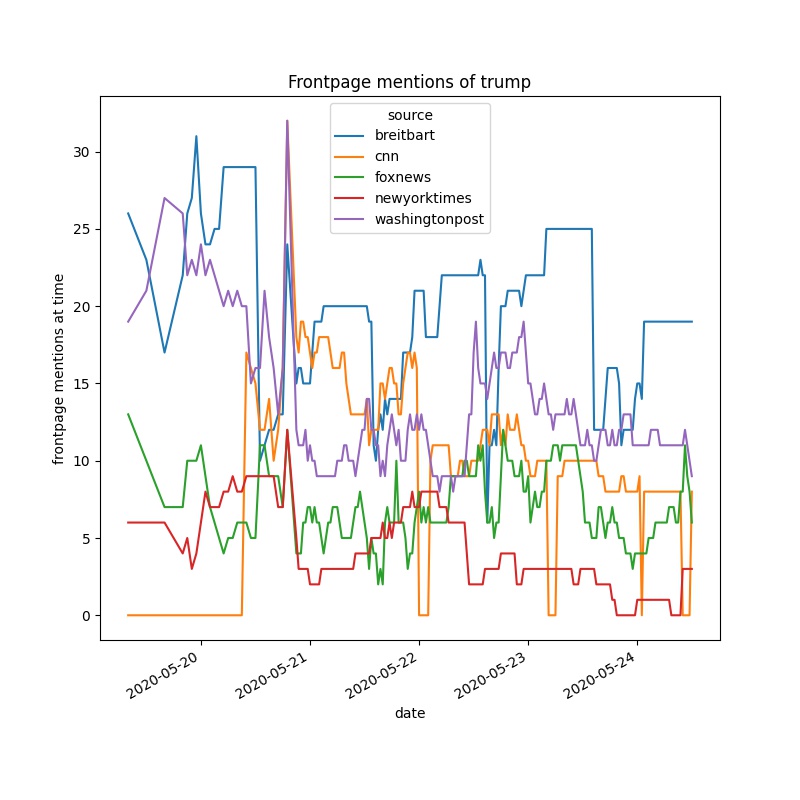 Frontpage mentions of trump
source
breitbart
cnn
foxnews
newyorktimes
washingtonpost
frontpage mentions at time
30
25
20
15
10
5
0
2020-05-20
2020-05-21
2020-05-22
2020-05-23
2020-05-24
date